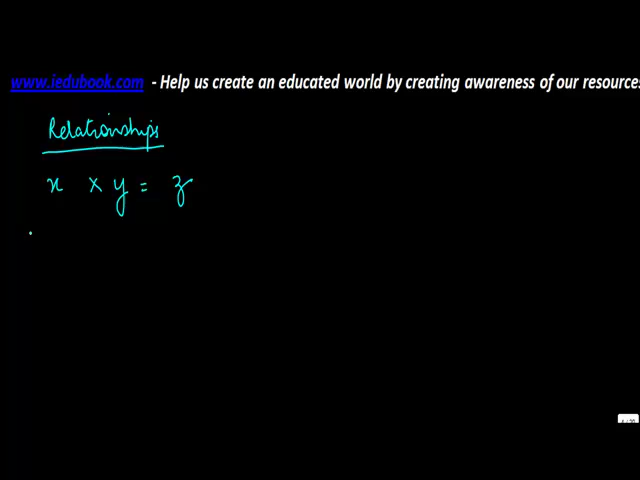 www.iedubook.com - Help us create an educated world by creating awareness of our resources
Relationships
x × y = z